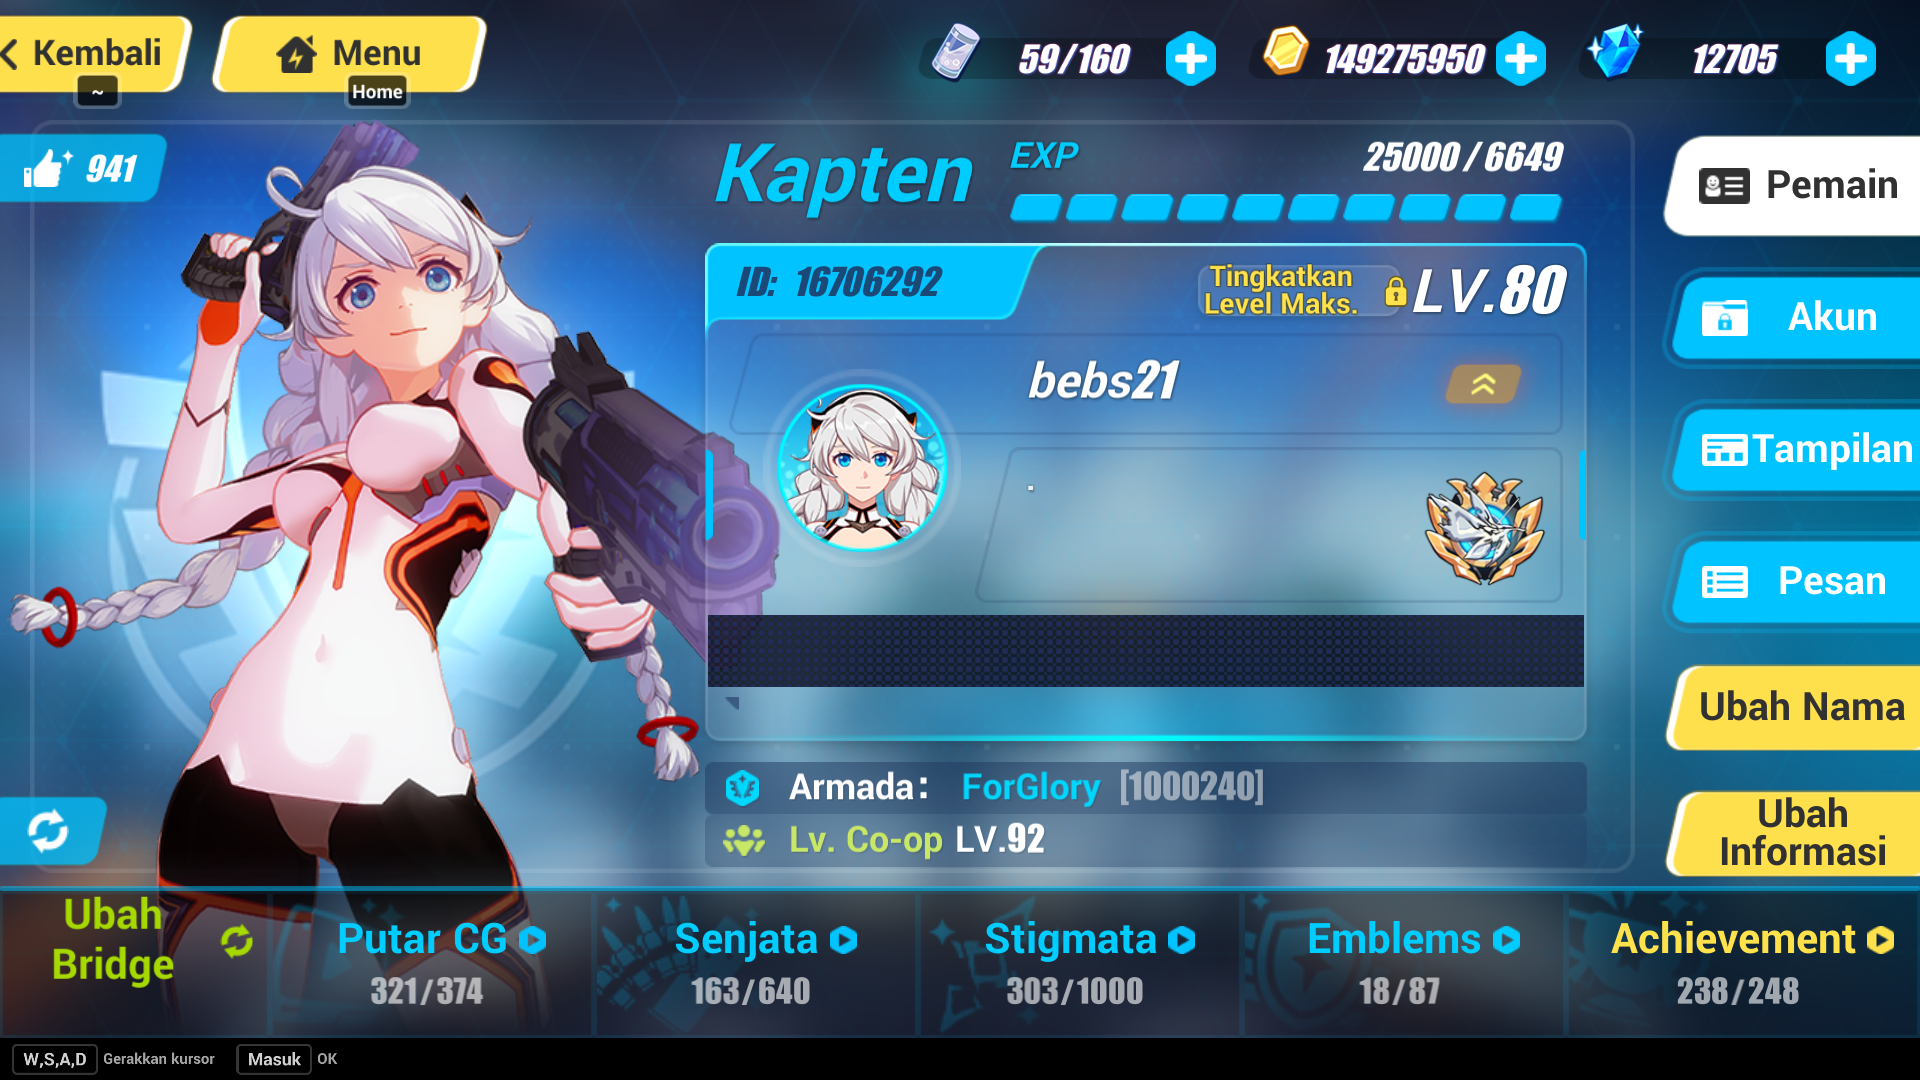 Kembali
~
Menu
Home
59/160
149275950
12705
941
Kapten
EXP
25000/6649
ID: 16706292
Tingkatkan
Level Maks.
LV.80
bebs21
.
Armada: ForGlory [1000240]
Lv. Co-op LV.92
Pemain
Akun
Tampilan
Pesan
Ubah Nama
Ubah
Informasi
Ubah
Bridge
Putar CG
321/374
Senjata
163/640
Stigmata
303/1000
Emblems
18/87
Achievement
238/248
W,S,A,D Gerakkan kursor Masuk OK